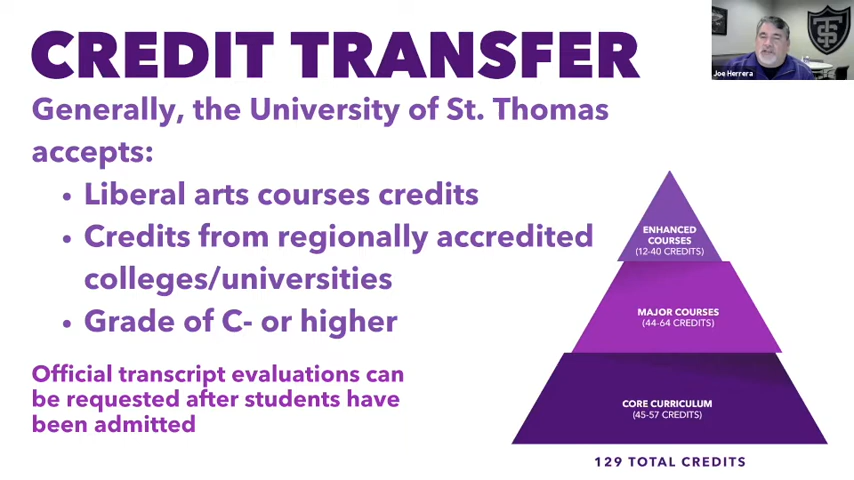 CREDIT TRANSFER
Joe Herrera
Generally, the University of St. Thomas
accepts:
• Liberal arts courses credits
• Credits from regionally accredited
colleges/universities
• Grade of C- or higher
Official transcript evaluations can
be requested after students have
been admitted
ENHANCED
COURSES
(12-40 CREDITS)
MAJOR COURSES
(44-64 CREDITS)
CORE CURRICULUM
(45-57 CREDITS)
129 TOTAL CREDITS